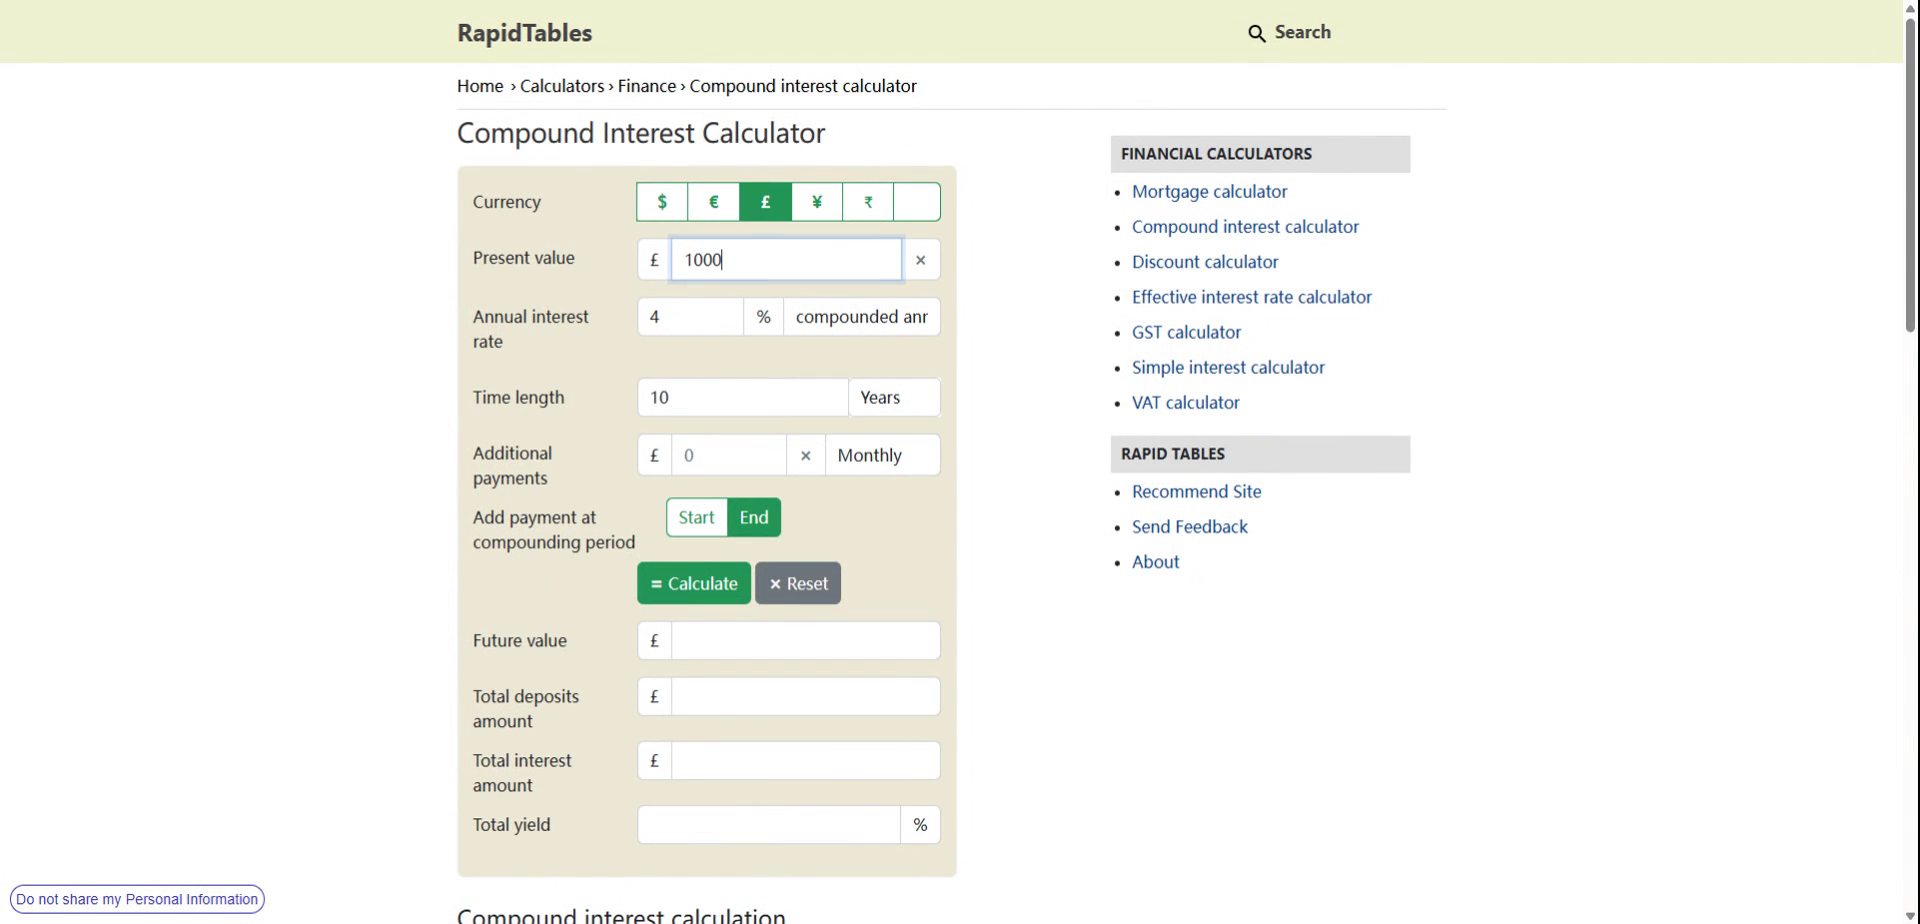 RapidTables
Search
Home › Calculators › Finance › Compound interest calculator
Compound Interest Calculator
Currency
$ € £ ¥ ₹
Present value
£ 1000 ×
Annual interest
rate
4 % compounded anr
Time length
10 Years
Additional
payments
£ 0 × Monthly
Add payment at
compounding period
Start End
= Calculate × Reset
Future value
£
Total deposits
amount
£
Total interest
amount
£
Total yield
%
Compound interest calculation
FINANCIAL CALCULATORS
• Mortgage calculator
• Compound interest calculator
• Discount calculator
• Effective interest rate calculator
• GST calculator
• Simple interest calculator
• VAT calculator
RAPID TABLES
• Recommend Site
• Send Feedback
• About
Do not share my Personal Information